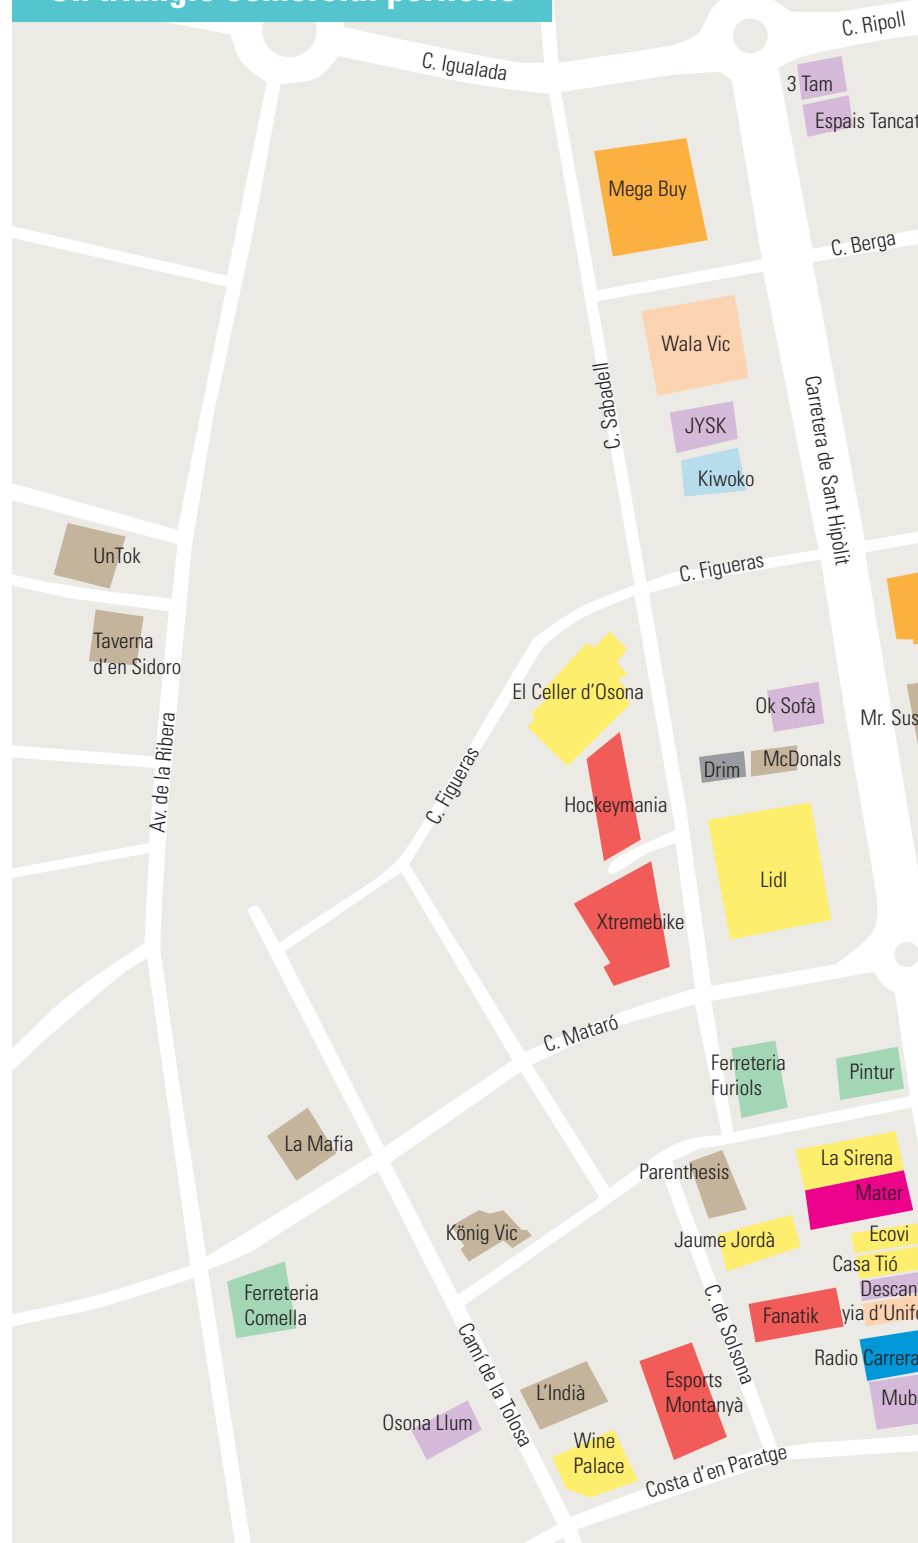 C. Ripoll
C. Igualada
3 Tam
Espais Tancat
Mega Buy
C. Berga
Wala Vic
C. Sabadell
Carretera de Sant Hipòlit
JYSK
Kiwoko
UnTok
C. Figueras
Taverna
d'en Sidoro
El Celler d'Osona
Ok Sofà
Mr. Sus
Av. de la Ribera
C. Figueras
Drim
McDonals
Hockeymania
Lidl
Xtremebike
C. Mataró
Ferreteria
Furiols
Pintur
La Mafia
Parenthesis
La Sirena
Mater
König Vic
Jaume Jordà
Ecovi
Casa Tió
Ferreteria
Comella
C. de Solsona
Descan
Fanatik
yia d'Unifo
Camí de la Tolosa
Radio Carrera
L'Indià
Esports
Montanyà
Mub
Osona Llum
Wine
Palace
Costa d'en Paratge